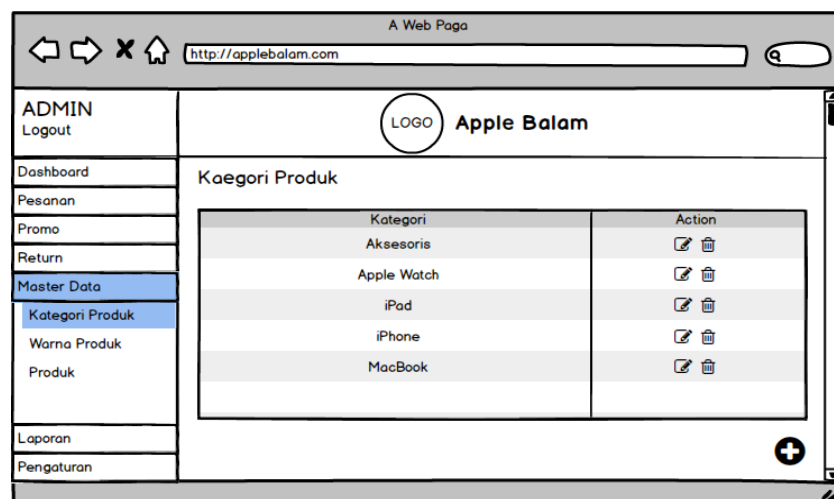 A Web Paga
http://applebalam.com
ADMIN
Logout
LOGO
Apple Balam
Dashboard
Pesanan
Promo
Return
Master Data
Kategori Produk
Warna Produk
Produk
Laporan
Pengaturan
Kaegori Produk
Kategori Action
Aksesoris
Apple Watch
iPad
iPhone
MacBook